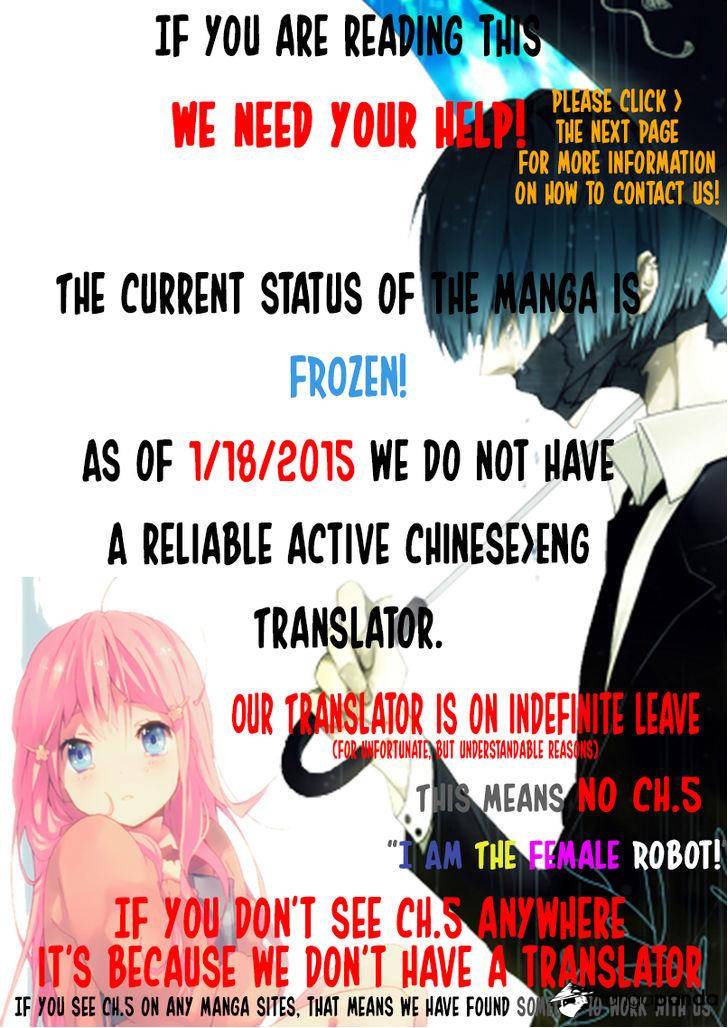 IF YOU ARE READING THIS
WE NEED YOUR HELP!
PLEASE CLICK >
THE NEXT PAGE
FOR MORE INFORMATION
ON HOW TO CONTACT US!
THE CURRENT STATUS OF THE MANGA IS
FROZEN!
AS OF 1/18/2015 WE DO NOT HAVE
A RELIABLE ACTIVE CHINESE>ENG
TRANSLATOR.
OUR TRANSLATOR IS ON INDEFINITE LEAVE
(FOR UNFORTUNATE, BUT UNDERSTANDABLE REASONS)
THIS MEANS NO CH.5
"I AM THE FEMALE ROBOT!
IF YOU DON'T SEE CH.5 ANYWHERE
IT'S BECAUSE WE DON'T HAVE A TRANSLATOR
IF YOU SEE CH.5 ON ANY MANGA SITES, THAT MEANS WE HAVE FOUND TO WORK WITH US